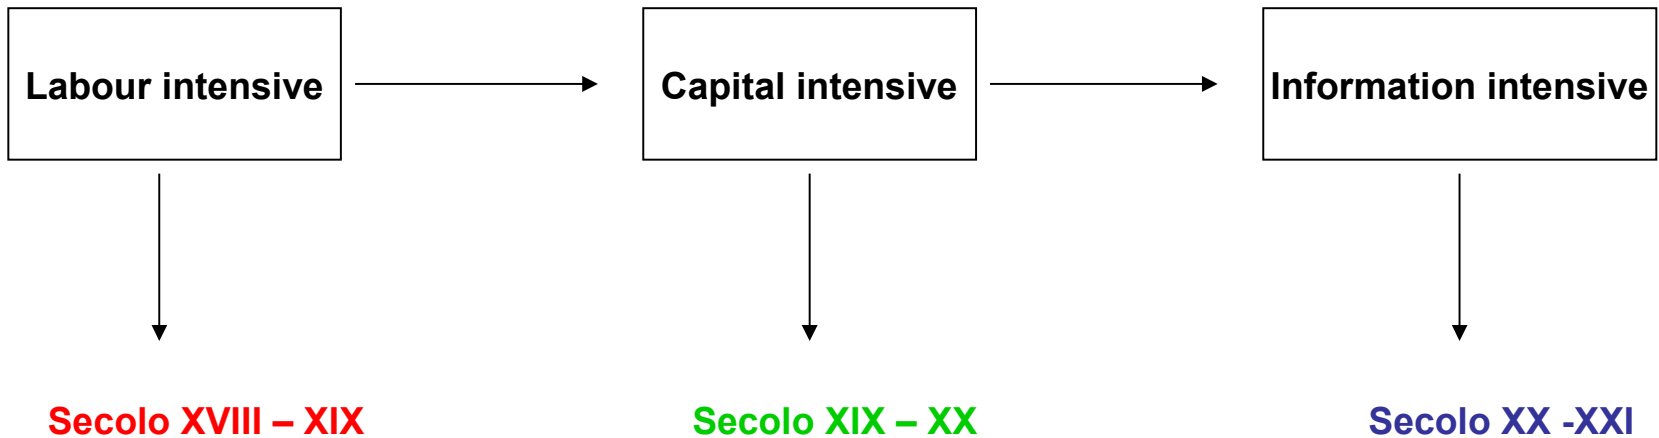 Labour intensive
Capital intensive
Information intensive
Secolo XVIII – XIX
Secolo XIX – XX
Secolo XX -XXI